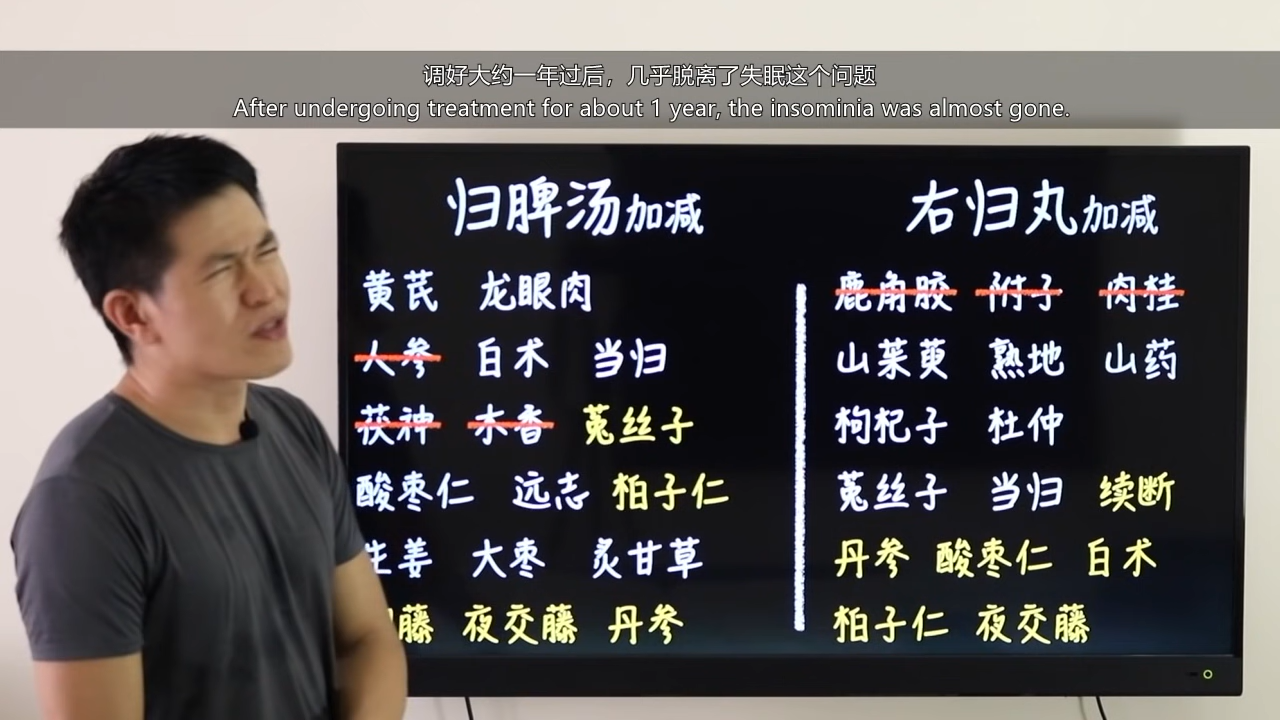 调好大约一年过后，几乎脱离了失眠这个问题
After undergoing treatment for about 1 year, the insominia was almost gone.
归脾汤加减
黄芪 龙眼肉
人参 白术 当归
茯神 木香 菟丝子
酸枣仁 远志 柏子仁
生姜 大枣 炙甘草
藤 夜交藤 丹参
右归丸加减
鹿角胶 附子 肉桂
山茱萸 熟地 山药
枸杞子 杜仲
菟丝子 当归 续断
丹参 酸枣仁 白术
柏子仁 夜交藤